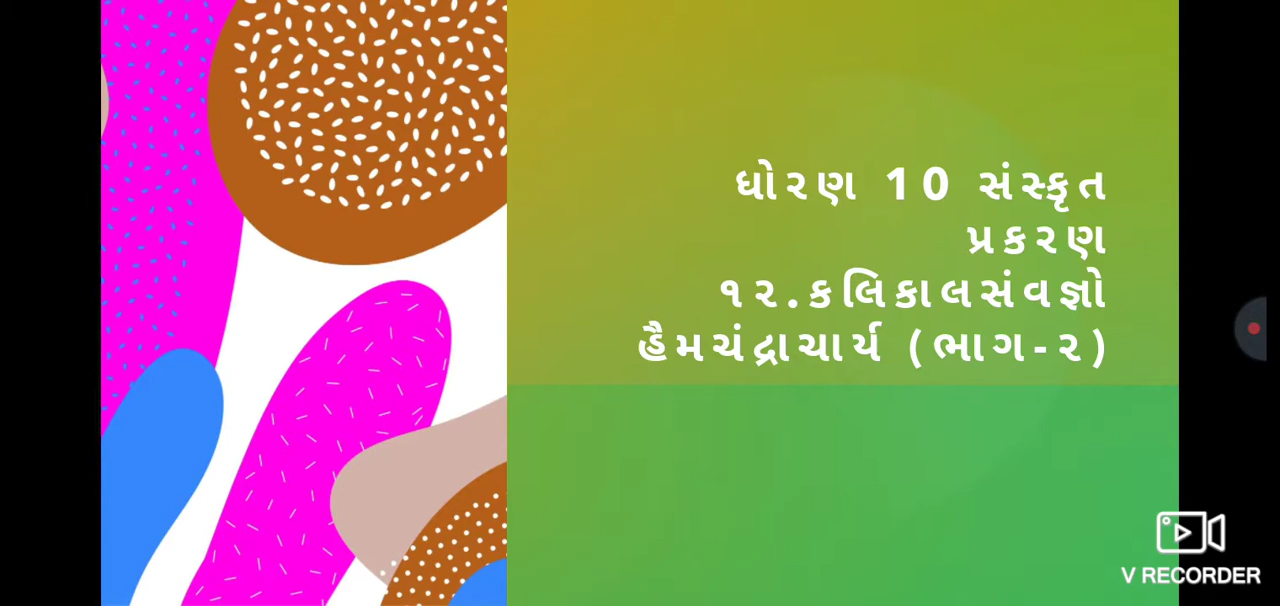 ધોરણ 10 સંસ્કૃત
પ્રકરણ
૧૨.કલિકાલસંવજ્ઞો
હૈમચંદ્રાચાર્ય (ભાગ-૨)
V RECORDER